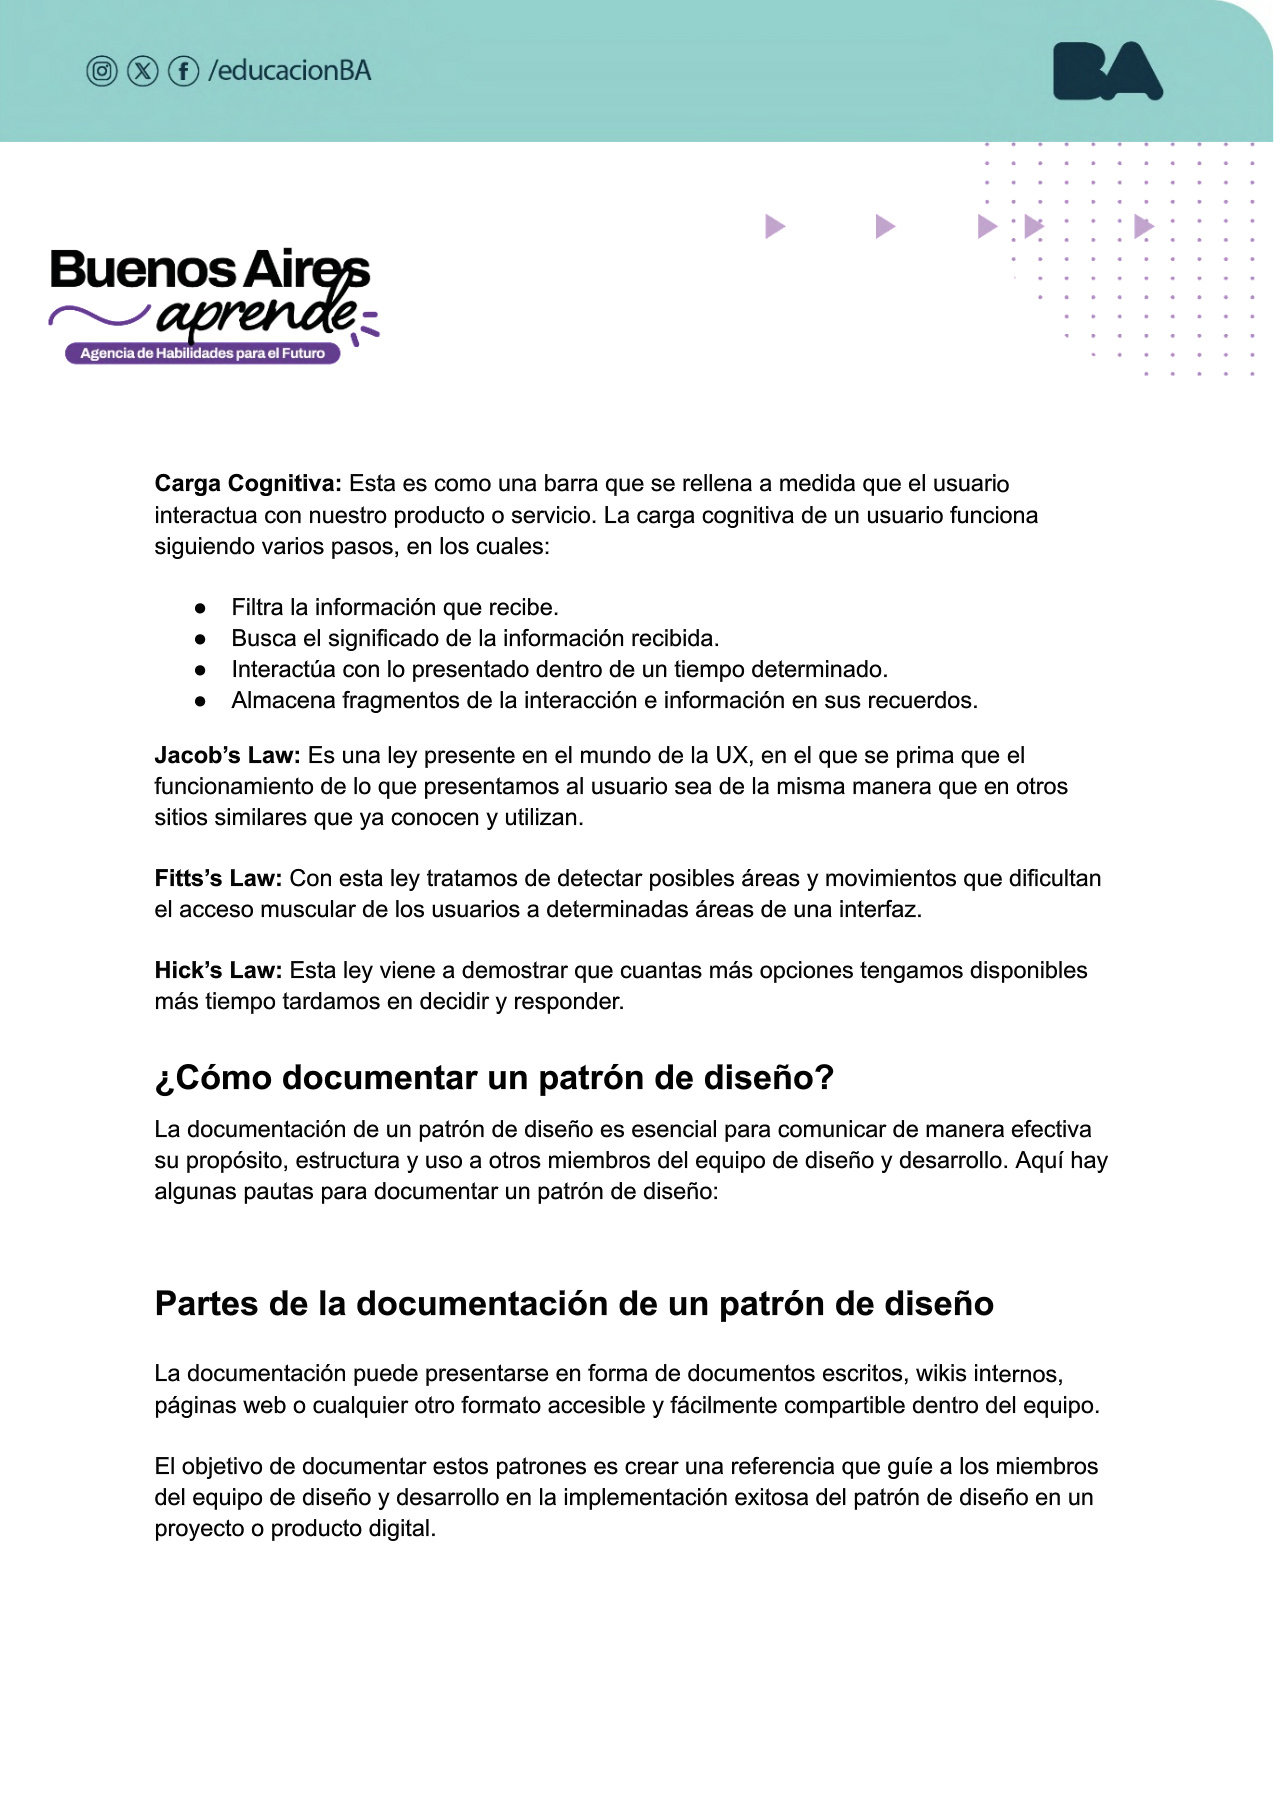 /educacionBA
BA
Buenos Aires
aprende
Agencia de Habilidades para el Futuro
Carga Cognitiva: Esta es como una barra que se rellena a medida que el usuario
interactua con nuestro producto o servicio. La carga cognitiva de un usuario funciona
siguiendo varios pasos, en los cuales:
● Filtra la información que recibe.
● Busca el significado de la información recibida.
● Interactúa con lo presentado dentro de un tiempo determinado.
● Almacena fragmentos de la interacción e información en sus recuerdos.
Jacob’s Law: Es una ley presente en el mundo de la UX, en el que se prima que el
funcionamiento de lo que presentamos al usuario sea de la misma manera que en otros
sitios similares que ya conocen y utilizan.
Fitts’s Law: Con esta ley tratamos de detectar posibles áreas y movimientos que dificultan
el acceso muscular de los usuarios a determinadas áreas de una interfaz.
Hick’s Law: Esta ley viene a demostrar que cuantas más opciones tengamos disponibles
más tiempo tardamos en decidir y responder.
¿Cómo documentar un patrón de diseño?
La documentación de un patrón de diseño es esencial para comunicar de manera efectiva
su propósito, estructura y uso a otros miembros del equipo de diseño y desarrollo. Aquí hay
algunas pautas para documentar un patrón de diseño:
Partes de la documentación de un patrón de diseño
La documentación puede presentarse en forma de documentos escritos, wikis internos,
páginas web o cualquier otro formato accesible y fácilmente compartible dentro del equipo.
El objetivo de documentar estos patrones es crear una referencia que guíe a los miembros
del equipo de diseño y desarrollo en la implementación exitosa del patrón de diseño en un
proyecto o producto digital.